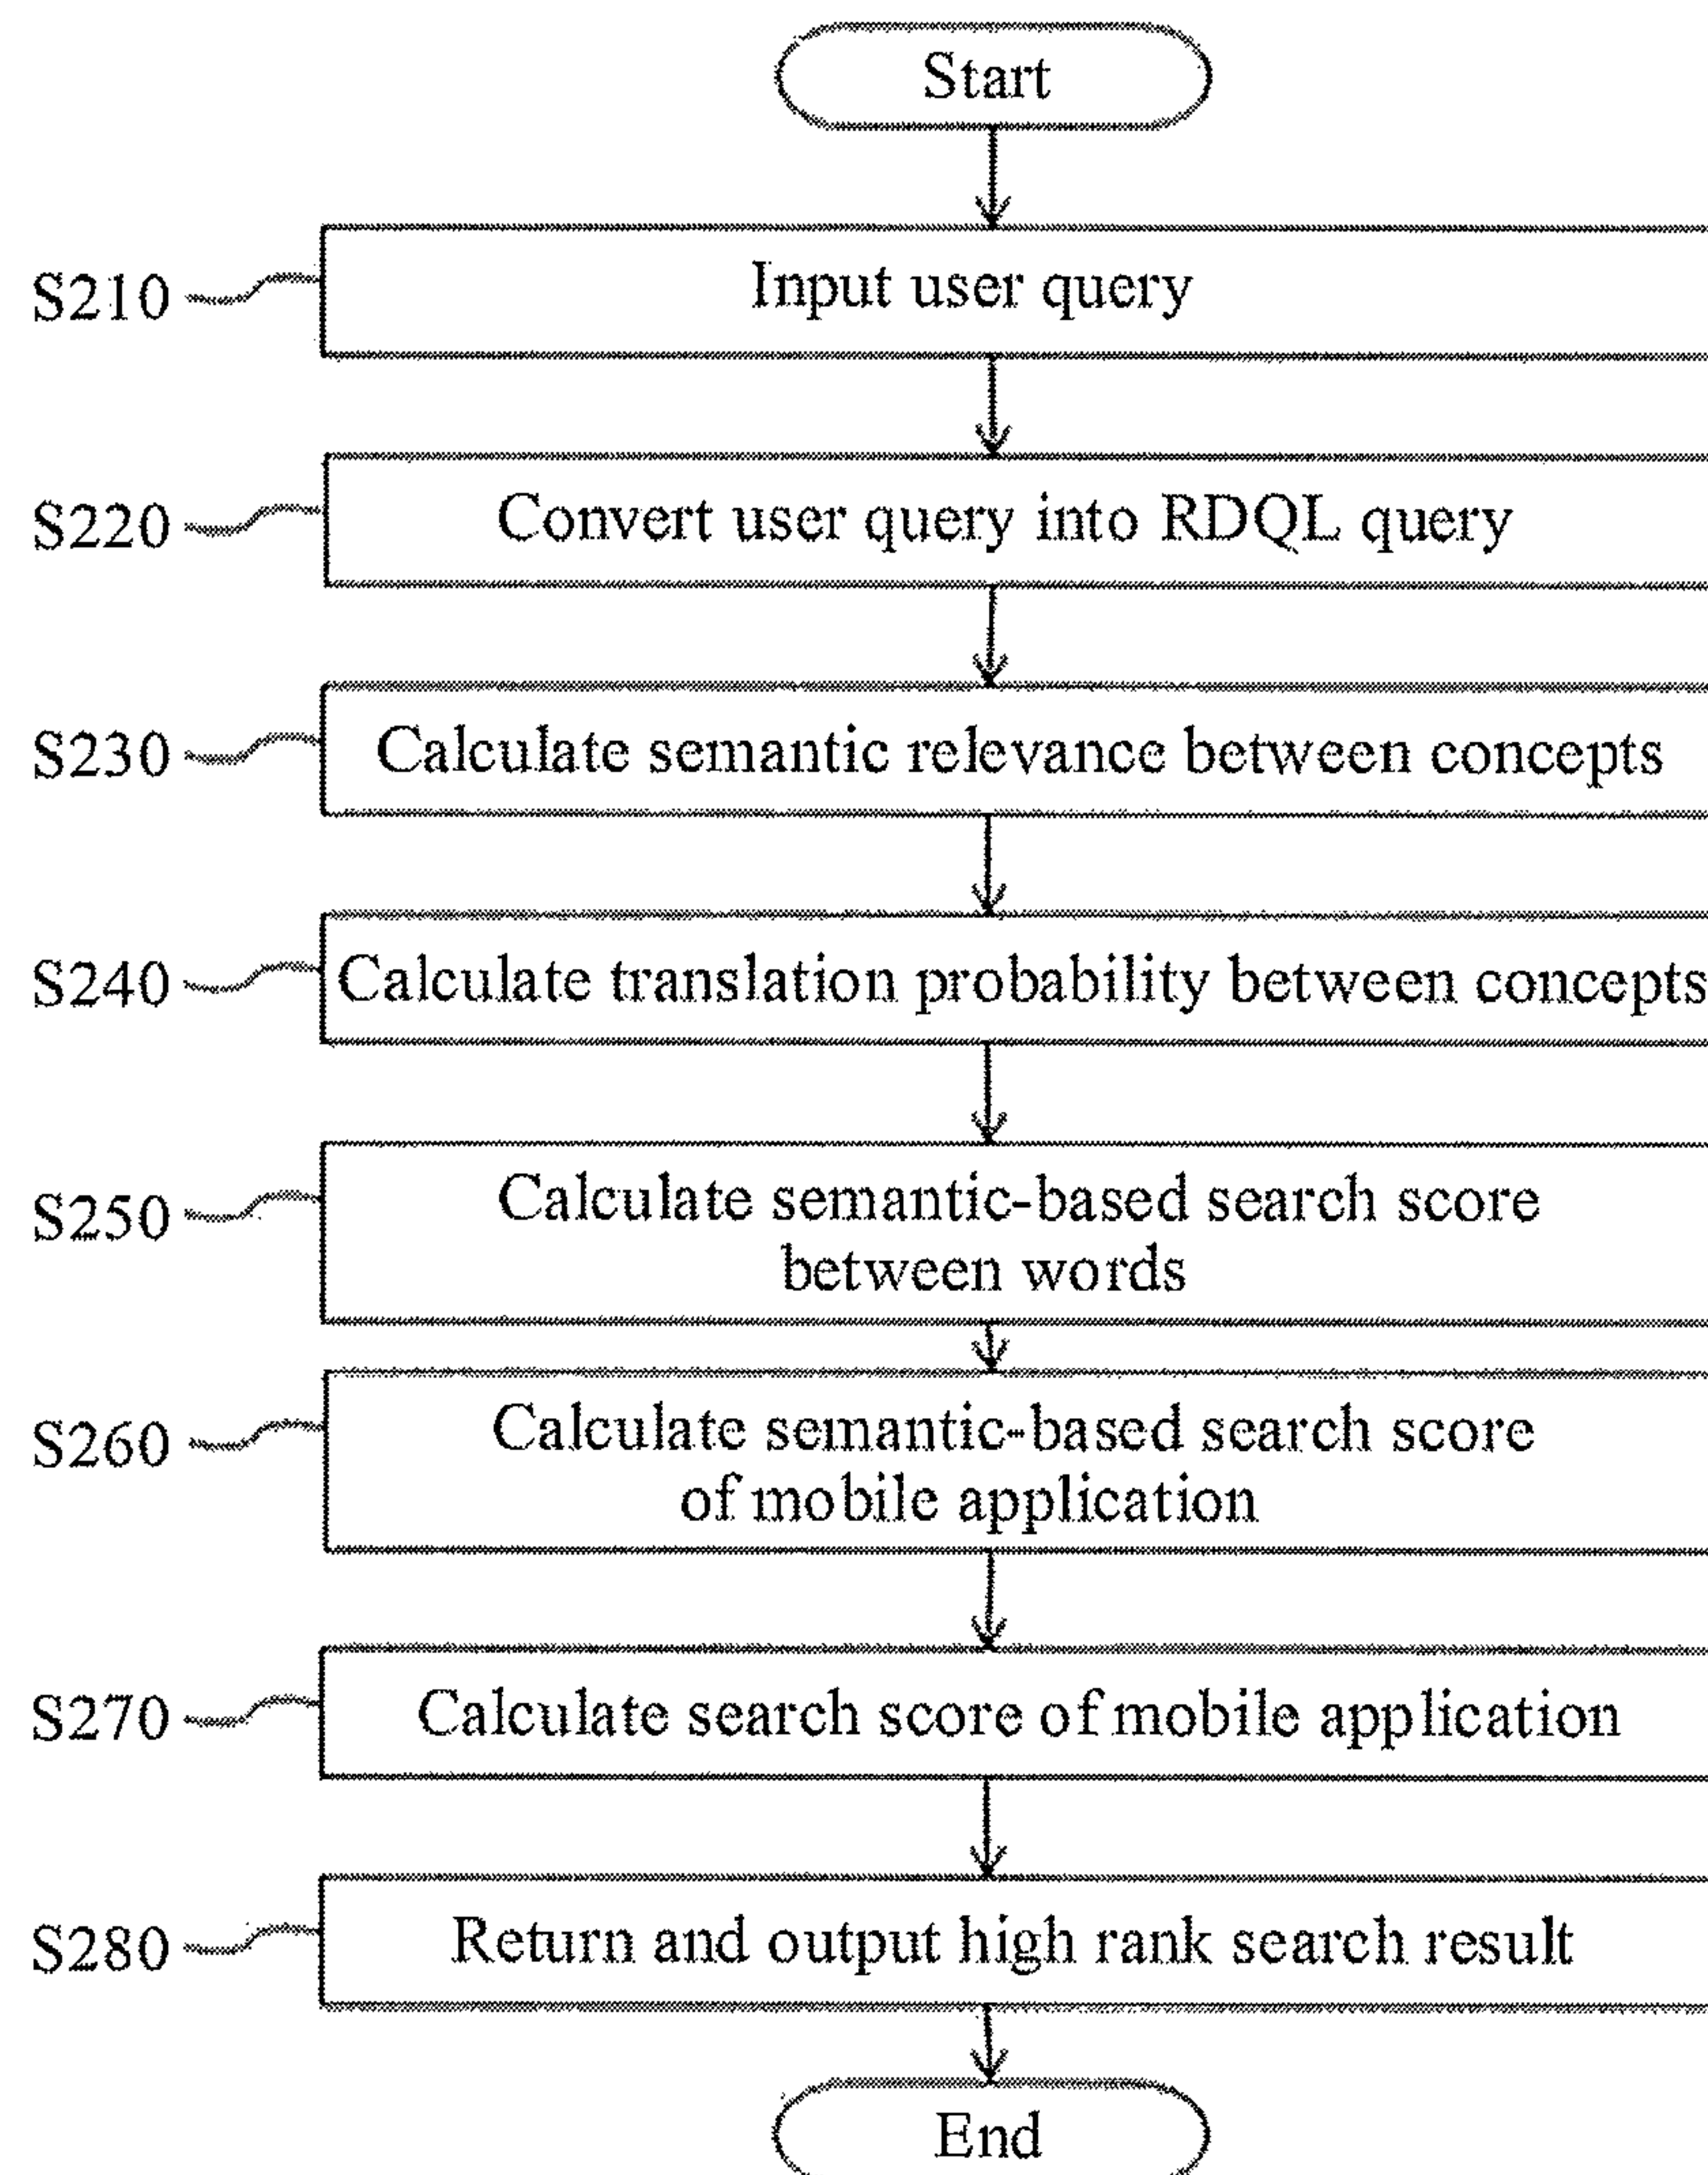 Start
S210
Input user query
S220
Convert user query into RDQL query
S230
Calculate semantic relevance between concepts
S240
Calculate translation probability between concepts
S250
Calculate semantic-based search score
between words
S260
Calculate semantic-based search score
of mobile application
S270
Calculate search score of mobile application
S280
Return and output high rank search result
End